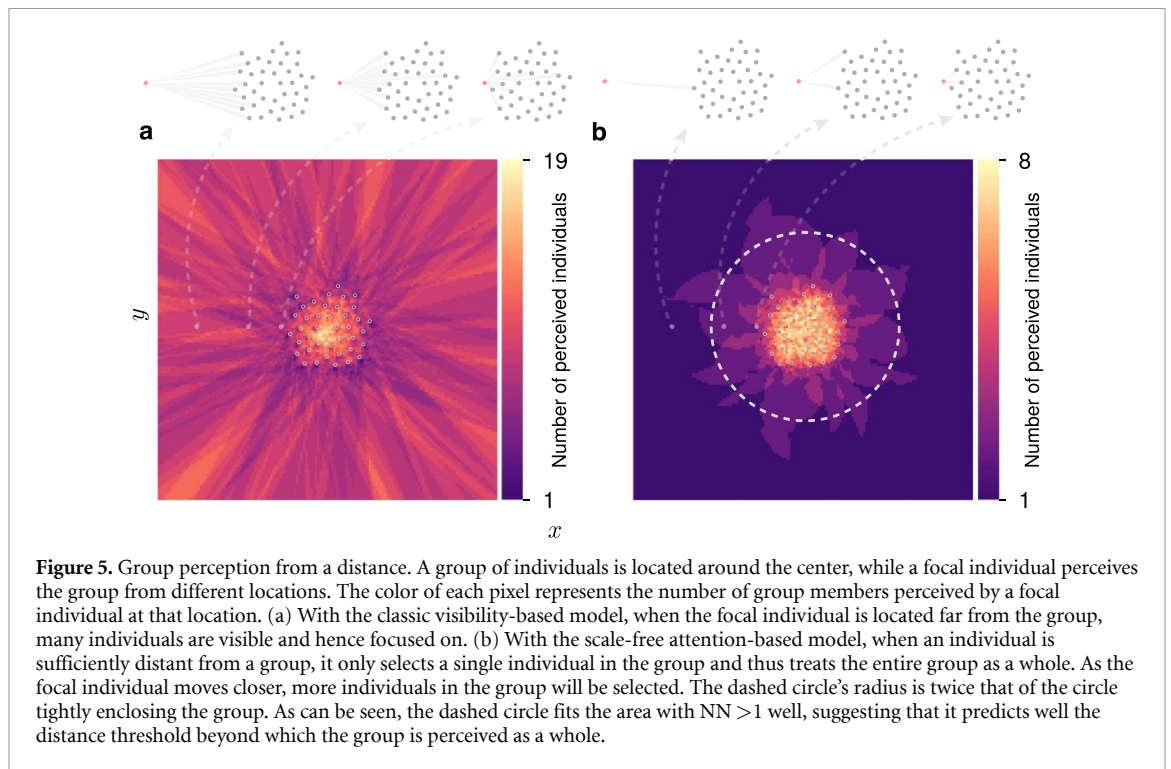 a
b
19
8
Number of perceived individuals
Number of perceived individuals
y
1
1
x
Figure 5. Group perception from a distance. A group of individuals is located around the center, while a focal individual perceives
the group from different locations. The color of each pixel represents the number of group members perceived by a focal
individual at that location. (a) With the classic visibility-based model, when the focal individual is located far from the group,
many individuals are visible and hence focused on. (b) With the scale-free attention-based model, when an individual is
sufficiently distant from a group, it only selects a single individual in the group and thus treats the entire group as a whole. As the
focal individual moves closer, more individuals in the group will be selected. The dashed circle’s radius is twice that of the circle
tightly enclosing the group. As can be seen, the dashed circle fits the area with NN >1 well, suggesting that it predicts well the
distance threshold beyond which the group is perceived as a whole.